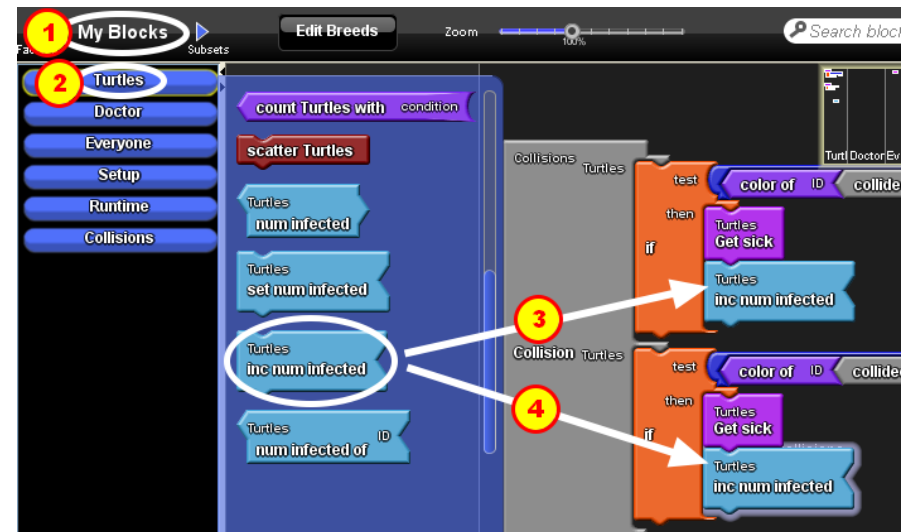 1
My Blocks
Subsets
Edit Breeds
Zoom
100%
Search block
2
Turtles
Doctor
Everyone
Setup
Runtime
Collisions
count Turtles with condition
scatter Turtles
Turtles
num infected
Turtles
set num infected
Turtles
inc num infected
Turtles
num infected of ID
3
4
Turtl Doctor Ev
Collisions Turtles
test color of ID collide
then
if
Turtles
Get sick
Turtles
inc num infected
Collision Turtles
test color of ID collided
then
if
Turtles
Get sick
Turtles
inc num infected